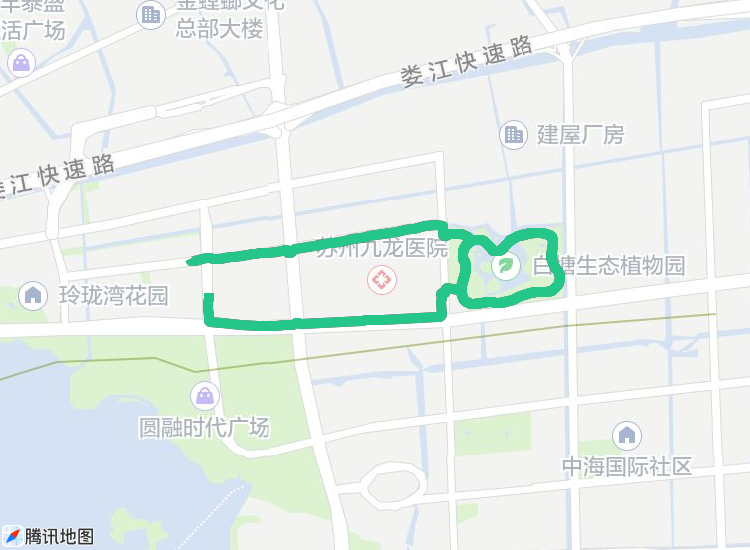 金螳螂文化
总部大楼
活广场
娄江快速路
建屋厂房
娄江快速路
苏州九龙医院
白塘生态植物园
玲珑湾花园
圆融时代广场
中海国际社区
腾讯地图